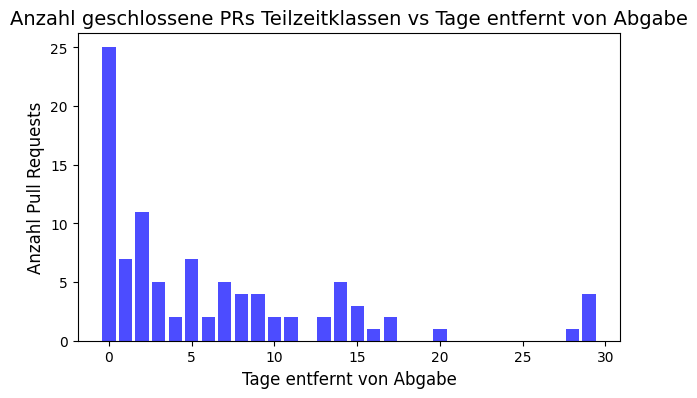 Anzahl geschlossene PRs Teilzeitklassen vs Tage entfernt von Abgabe
25
20
15
10
5
0
Anzahl Pull Requests
0 5 10 15 20 25 30
Tage entfernt von Abgabe